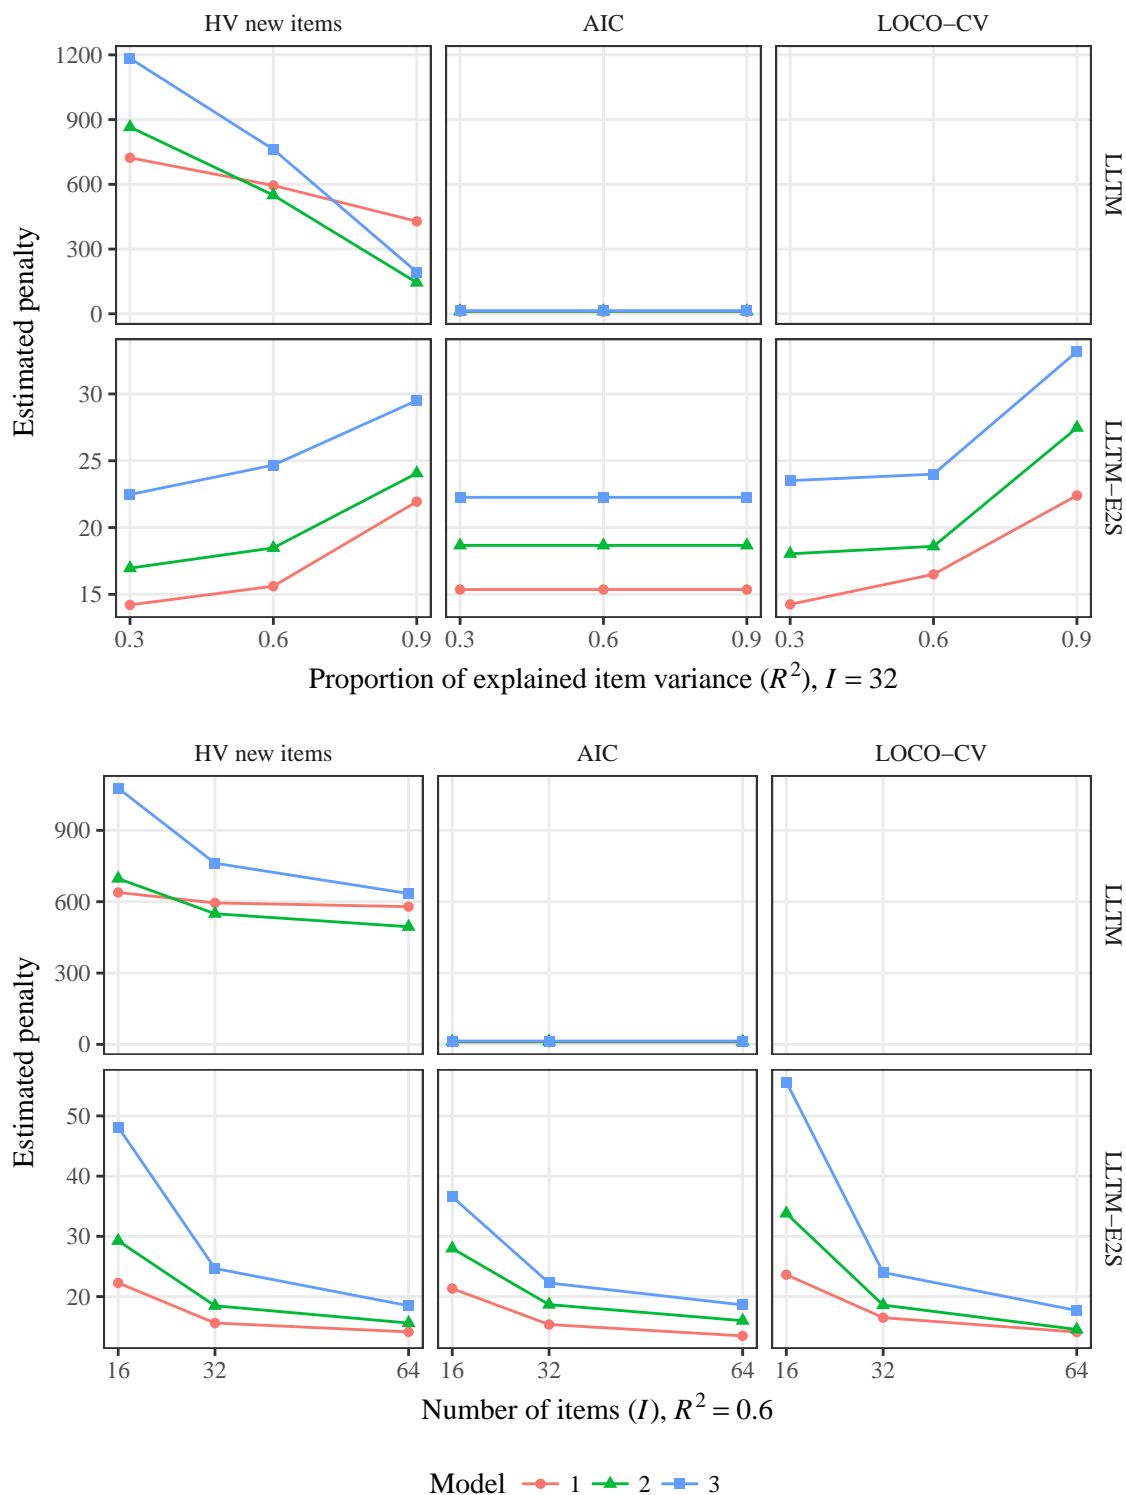 HV new items AIC LOCO−CV
1200
900
600
300
0
LLTM
30
25
20
15
LLTM−E2S
Estimated penalty
0.3 0.6 0.9 0.3 0.6 0.9 0.3 0.6 0.9
Proportion of explained item variance (R²), I = 32
HV new items AIC LOCO−CV
900
600
300
0
LLTM
50
40
30
20
LLTM−E2S
Estimated penalty
16 32 64 16 32 64 16 32 64
Number of items (I), R² = 0.6
Model 1 2 3